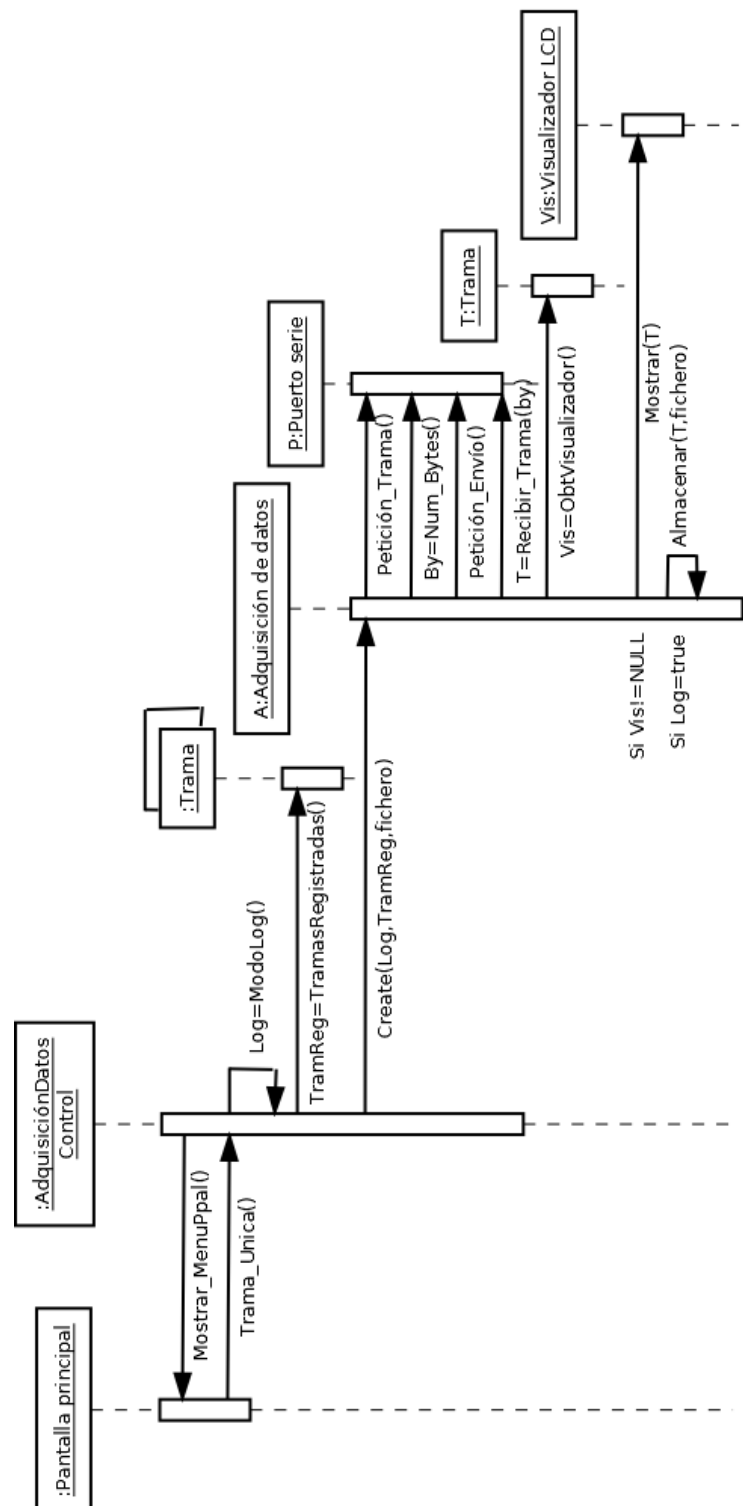 :Pantalla principal
:AdquisiciónDatos
Control
:Trama
A:Adquisición de datos
P:Puerto serie
T:Trama
Vis:Visualizador LCD
Mostrar_MenuPpal()
Trama_Unica()
Log=ModoLog()
TramReg=TramasRegistradas()
Create(Log,TramReg,fichero)
Petición_Trama()
By=Num_Bytes()
Petición_Envío()
T=Recibir_Trama(by)
Vis=ObtVisualizador()
Si Vis!=NULL
Mostrar(T)
Si Log=true
Almacenar(T,fichero)